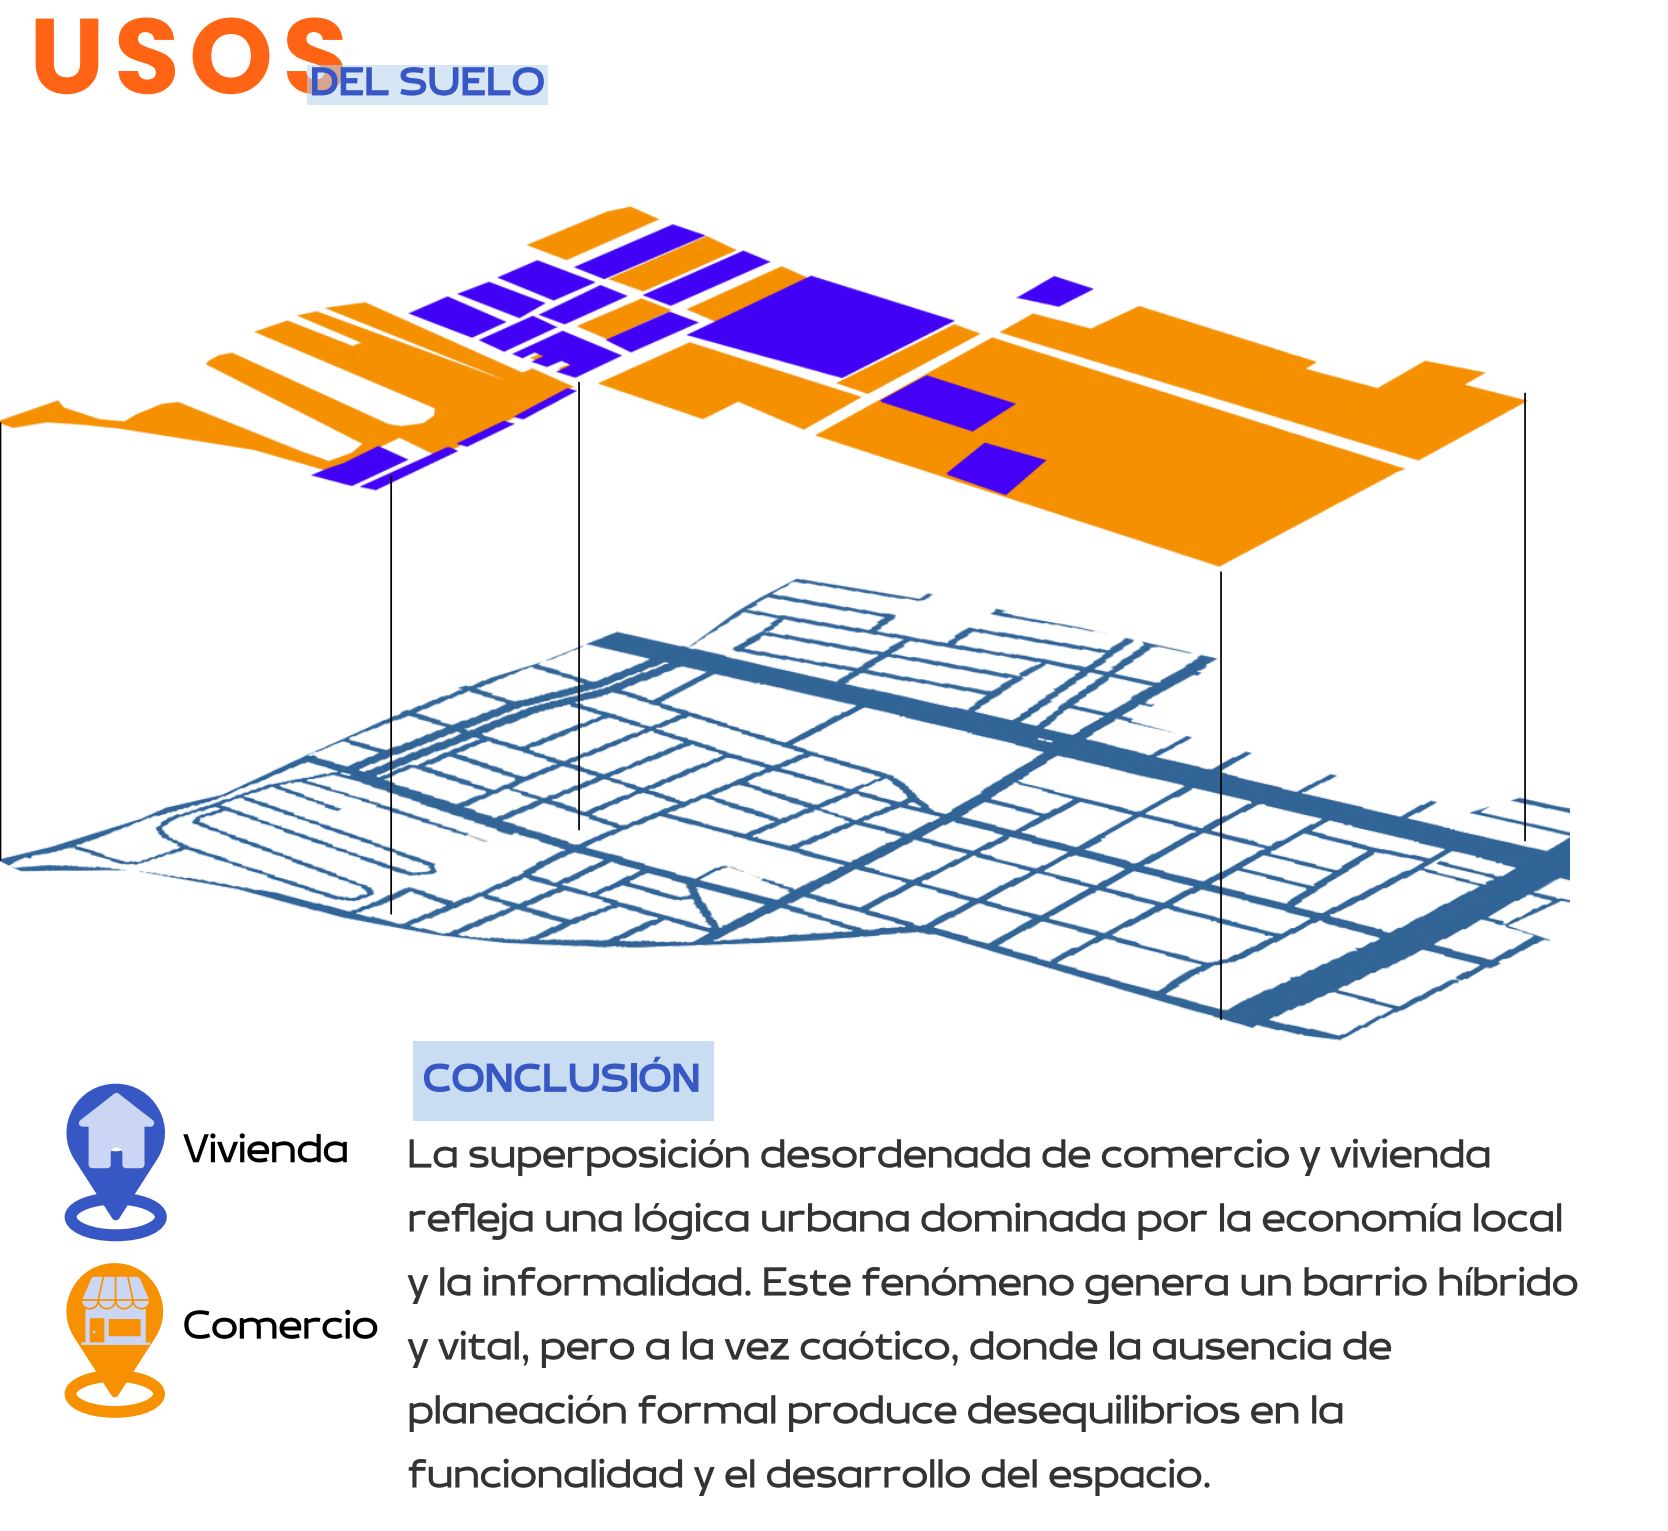 USOS
DEL SUELO
CONCLUSIÓN
Vivienda
Comercio
La superposición desordenada de comercio y vivienda
refleja una lógica urbana dominada por la economía local
y la informalidad. Este fenómeno genera un barrio híbrido
y vital, pero a la vez caótico, donde la ausencia de
planeación formal produce desequilibrios en la
funcionalidad y el desarrollo del espacio.